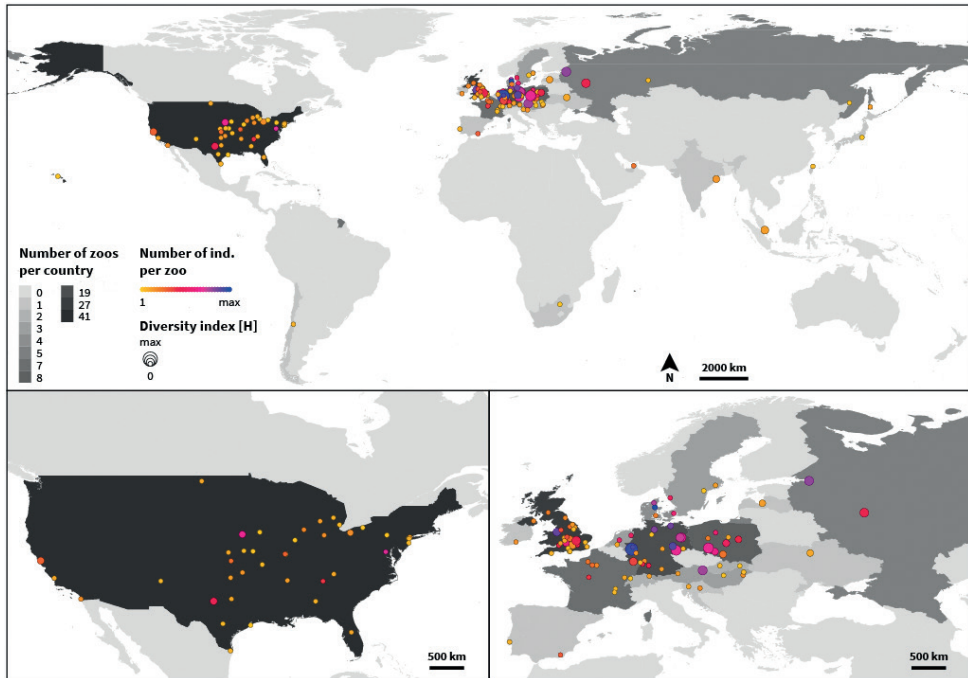 Number of zoos
per country
0
1
2
3
4
5
7
8
19
27
41
Number of ind.
per zoo
1 max
Diversity index [H]
max
0
N
2000 km
500 km
500 km